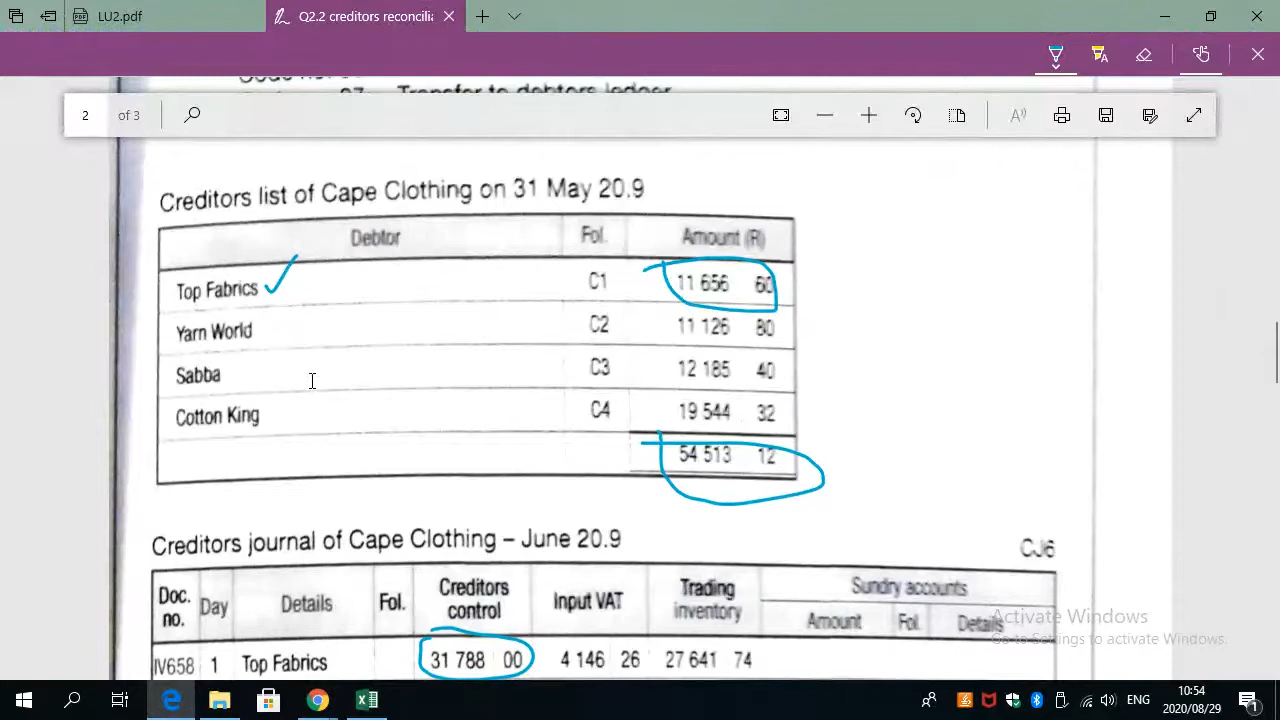 LU2.pdf
Q2.2 creditors reconcilia
2 of 3
Transfer to debtors ledger
Creditors list of Cape Clothing on 31 May 20.9
Debtor Fol. Amount (R)
Top Fabrics C1 11 656 60
Yarn World C2 11 126 80
Sabba C3 12 185 40
Cotton King C4 19 544 32
54 513 12
Creditors journal of Cape Clothing – June 20.9 CJ6
Doc. no. Day Details Fol. Creditors control Input VAT Trading inventory Sundry accounts
Amount Fol. Details
IV658 1 Top Fabrics 31 788 00 4 146 26 27 641 74
Activate Windows
Go to Settings to activate Windows.
ENG
10:54
2020/08/29